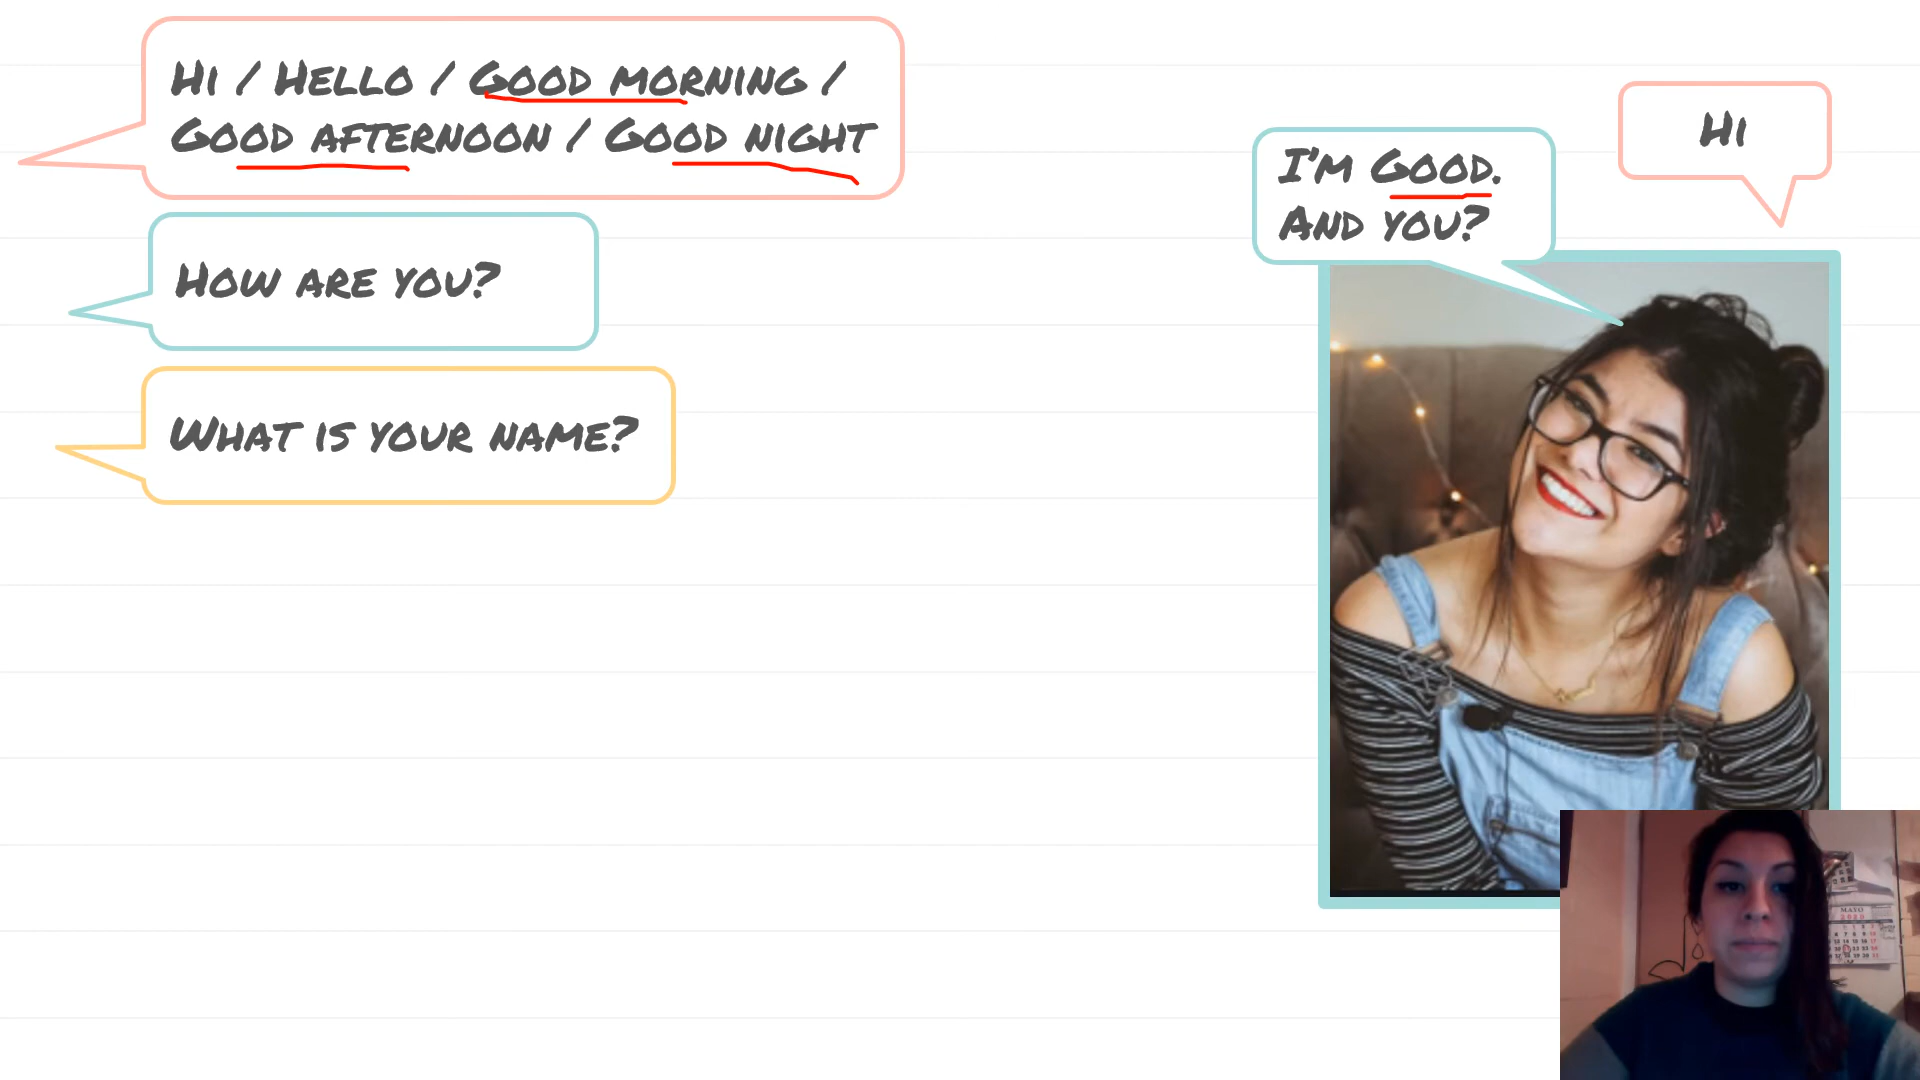 Hi / Hello / Good morning /
Good afternoon / Good night
How are you?
What is your name?
I'm Good.
And you?
Hi
MAYO